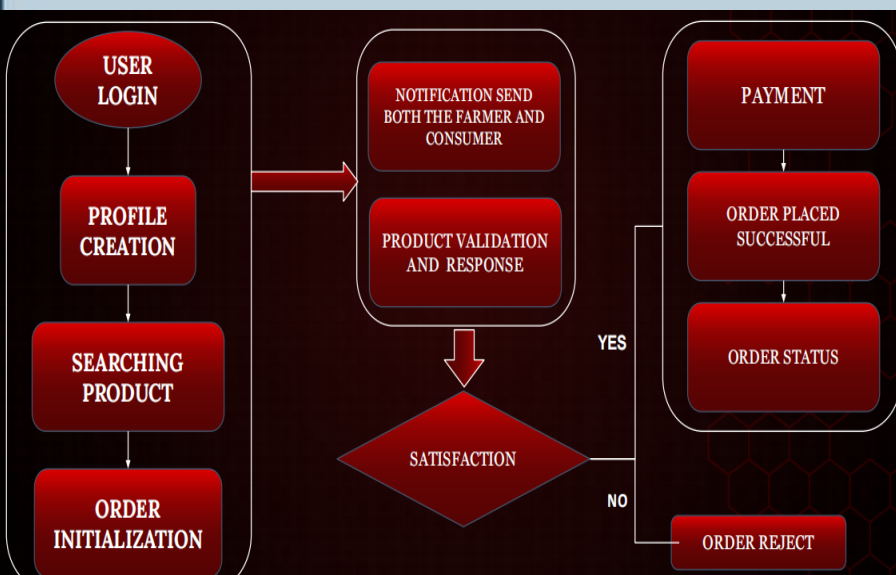 USER
LOGIN
PROFILE
CREATION
SEARCHING
PRODUCT
ORDER
INITIALIZATION
NOTIFICATION SEND
BOTH THE FARMER AND
CONSUMER
PRODUCT VALIDATION
AND RESPONSE
SATISFACTION
YES
NO
PAYMENT
ORDER PLACED
SUCCESSFUL
ORDER STATUS
ORDER REJECT